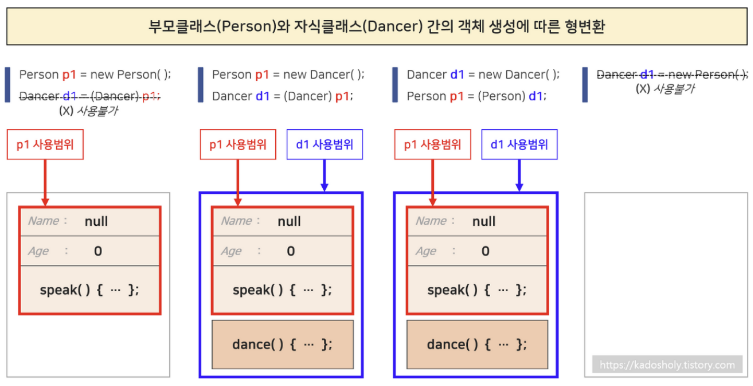 부모클래스(Person)와 자식클래스(Dancer) 간의 객체 생성에 따른 형변환
Person p1 = new Person( );
Dancer d1 = (Dancer) p1;
(X) 사용불가
p1 사용범위
Name : null
Age : 0
speak( ) { ··· };
Person p1 = new Dancer( );
Dancer d1 = (Dancer) p1;
p1 사용범위
d1 사용범위
Name : null
Age : 0
speak( ) { ··· };
dance( ) { ··· };
Dancer d1 = new Dancer( );
Person p1 = (Person) d1;
p1 사용범위
d1 사용범위
Name : null
Age : 0
speak( ) { ··· };
dance( ) { ··· };
Dancer d1 = new Person( );
(X) 사용불가
https://kadosholy.tistory.com